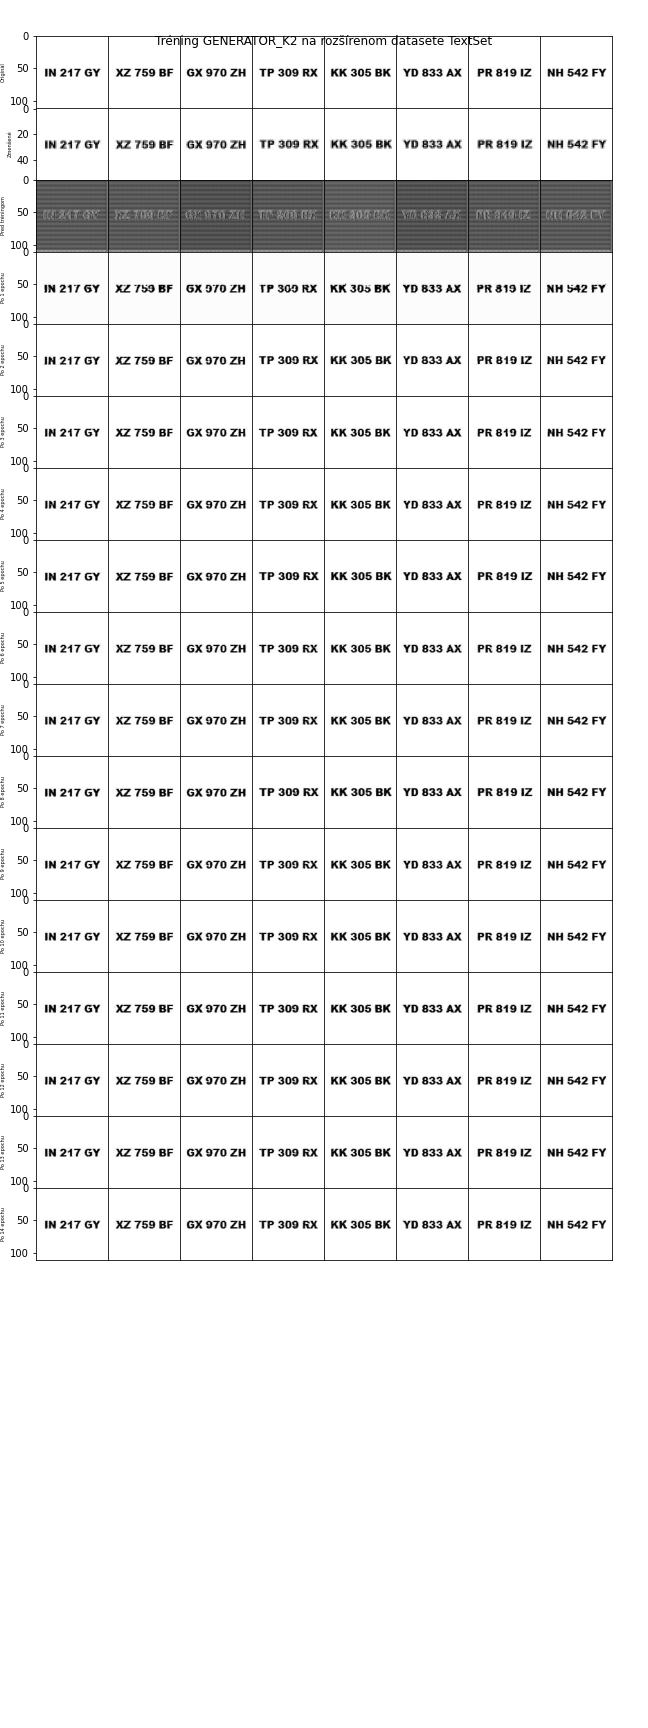 Tréning GENERATOR_K2 na rozšírenom datasete TextSet
Original
0
50
100
IN 217 GY XZ 759 BF GX 970 ZH TP 309 RX KK 305 BK YD 833 AX PR 819 IZ NH 542 FY
Zmenšené
0
20
40
IN 217 GY XZ 759 BF GX 970 ZH TP 309 RX KK 305 BK YD 833 AX PR 819 IZ NH 542 FY
Pred tréningom
0
50
100
Po 1 epochu
0
50
100
IN 217 GY XZ 759 BF GX 970 ZH TP 309 RX KK 305 BK YD 833 AX PR 819 IZ NH 542 FY
Po 2 epochu
0
50
100
IN 217 GY XZ 759 BF GX 970 ZH TP 309 RX KK 305 BK YD 833 AX PR 819 IZ NH 542 FY
Po 3 epochu
0
50
100
IN 217 GY XZ 759 BF GX 970 ZH TP 309 RX KK 305 BK YD 833 AX PR 819 IZ NH 542 FY
Po 4 epochu
0
50
100
IN 217 GY XZ 759 BF GX 970 ZH TP 309 RX KK 305 BK YD 833 AX PR 819 IZ NH 542 FY
Po 5 epochu
0
50
100
IN 217 GY XZ 759 BF GX 970 ZH TP 309 RX KK 305 BK YD 833 AX PR 819 IZ NH 542 FY
Po 6 epochu
0
50
100
IN 217 GY XZ 759 BF GX 970 ZH TP 309 RX KK 305 BK YD 833 AX PR 819 IZ NH 542 FY
Po 7 epochu
0
50
100
IN 217 GY XZ 759 BF GX 970 ZH TP 309 RX KK 305 BK YD 833 AX PR 819 IZ NH 542 FY
Po 8 epochu
0
50
100
IN 217 GY XZ 759 BF GX 970 ZH TP 309 RX KK 305 BK YD 833 AX PR 819 IZ NH 542 FY
Po 9 epochu
0
50
100
IN 217 GY XZ 759 BF GX 970 ZH TP 309 RX KK 305 BK YD 833 AX PR 819 IZ NH 542 FY
Po 10 epochu
0
50
100
IN 217 GY XZ 759 BF GX 970 ZH TP 309 RX KK 305 BK YD 833 AX PR 819 IZ NH 542 FY
Po 11 epochu
0
50
100
IN 217 GY XZ 759 BF GX 970 ZH TP 309 RX KK 305 BK YD 833 AX PR 819 IZ NH 542 FY
Po 12 epochu
0
50
100
IN 217 GY XZ 759 BF GX 970 ZH TP 309 RX KK 305 BK YD 833 AX PR 819 IZ NH 542 FY
Po 13 epochu
0
50
100
IN 217 GY XZ 759 BF GX 970 ZH TP 309 RX KK 305 BK YD 833 AX PR 819 IZ NH 542 FY
Po 14 epochu
0
50
100
IN 217 GY XZ 759 BF GX 970 ZH TP 309 RX KK 305 BK YD 833 AX PR 819 IZ NH 542 FY